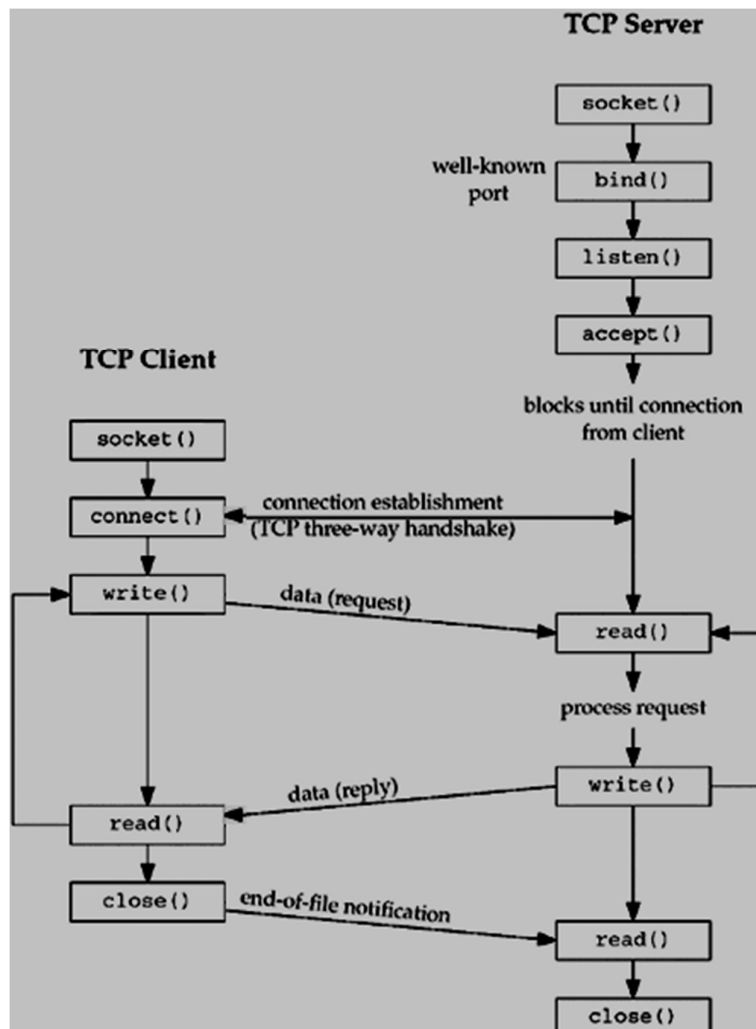 TCP Server
socket()
well-known
port
bind()
listen()
accept()
TCP Client
blocks until connection
from client
socket()
connection establishment
(TCP three-way handshake)
connect()
write()
data (request)
read()
process request
data (reply)
write()
read()
close()
end-of-file notification
read()
close()